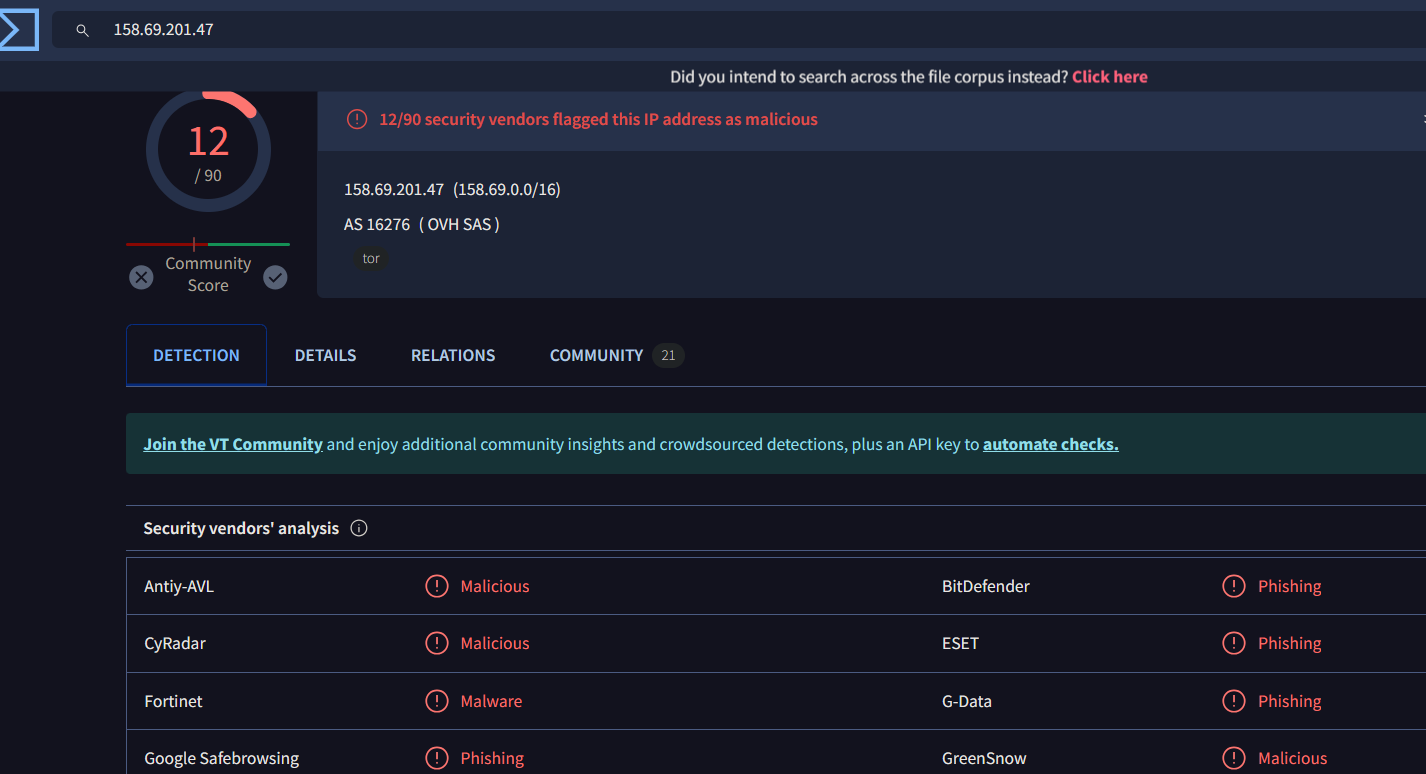 158.69.201.47
Did you intend to search across the file corpus instead? Click here
12
/ 90
Community
Score
12/90 security vendors flagged this IP address as malicious
158.69.201.47 (158.69.0.0/16)
AS 16276 ( OVH SAS )
tor
DETECTION DETAILS RELATIONS COMMUNITY 21
Join the VT Community and enjoy additional community insights and crowdsourced detections, plus an API key to automate checks.
Security vendors' analysis
Antiy-AVL Malicious BitDefender Phishing
CyRadar Malicious ESET Phishing
Fortinet Malware G-Data Phishing
Google Safebrowsing Phishing GreenSnow Malicious